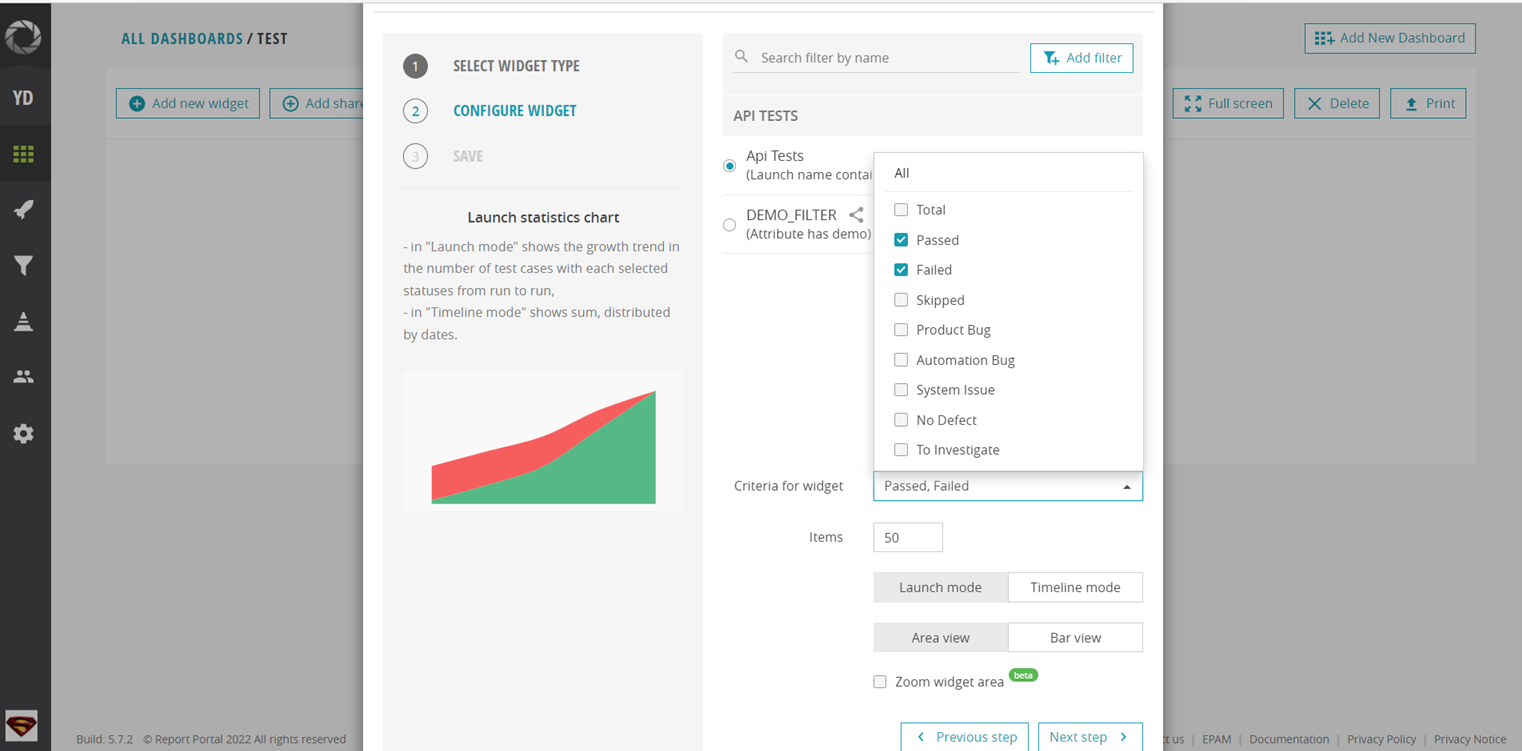 ALL DASHBOARDS / TEST
Add New Dashboard
YD
Add new widget
Add share
Full screen
Delete
Print
1 SELECT WIDGET TYPE
2 CONFIGURE WIDGET
3 SAVE
Launch statistics chart
- in "Launch mode" shows the growth trend in
the number of test cases with each selected
statuses from run to run,
- in "Timeline mode" shows sum, distributed
by dates.
Search filter by name
Add filter
API TESTS
Api Tests
(Launch name contai
DEMO_FILTER
(Attribute has demo)
All
Total
Passed
Failed
Skipped
Product Bug
Automation Bug
System Issue
No Defect
To Investigate
Criteria for widget Passed, Failed
Items 50
Launch mode Timeline mode
Area view Bar view
Zoom widget area beta
Previous step Next step
Build: 5.7.2 © Report Portal 2022 All rights reserved
ct us | EPAM | Documentation | Privacy Policy | Privacy Notice